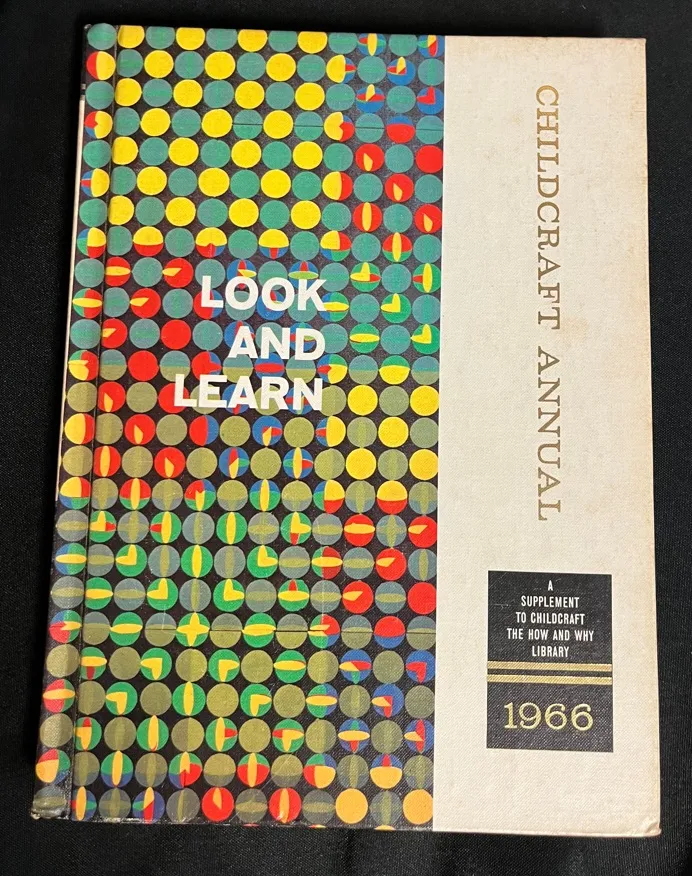 LOOK
AND
LEARN
CHILDCRAFT ANNUAL
A
SUPPLEMENT
TO CHILDCRAFT
THE HOW AND WHY
LIBRARY
1966